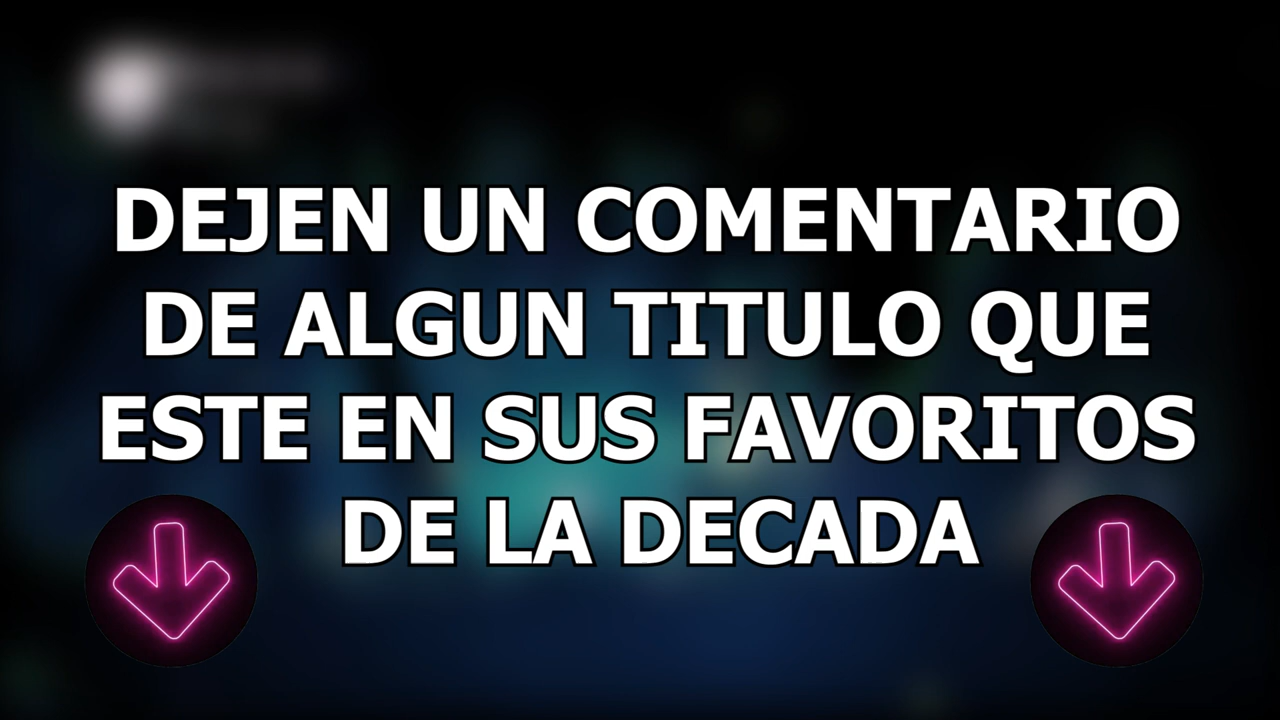 DEJEN UN COMENTARIO
DE ALGUN TITULO QUE
ESTE EN SUS FAVORITOS
DE LA DECADA